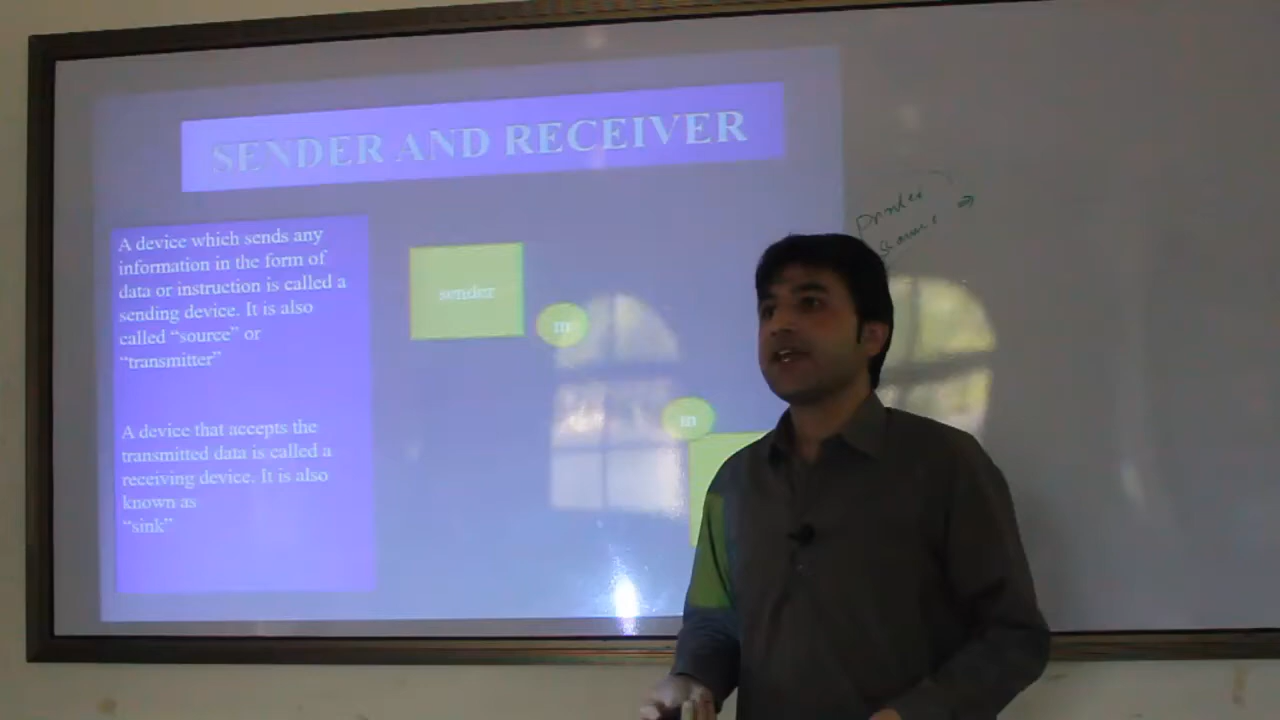 SENDER AND RECEIVER
A device which sends any
information in the form of
data or instruction is called a
sending device. It is also
called “source” or
“transmitter”
A device that accepts the
transmitted data is called a
receiving device. It is also
known as
“sink”
sender
m
m
Printer